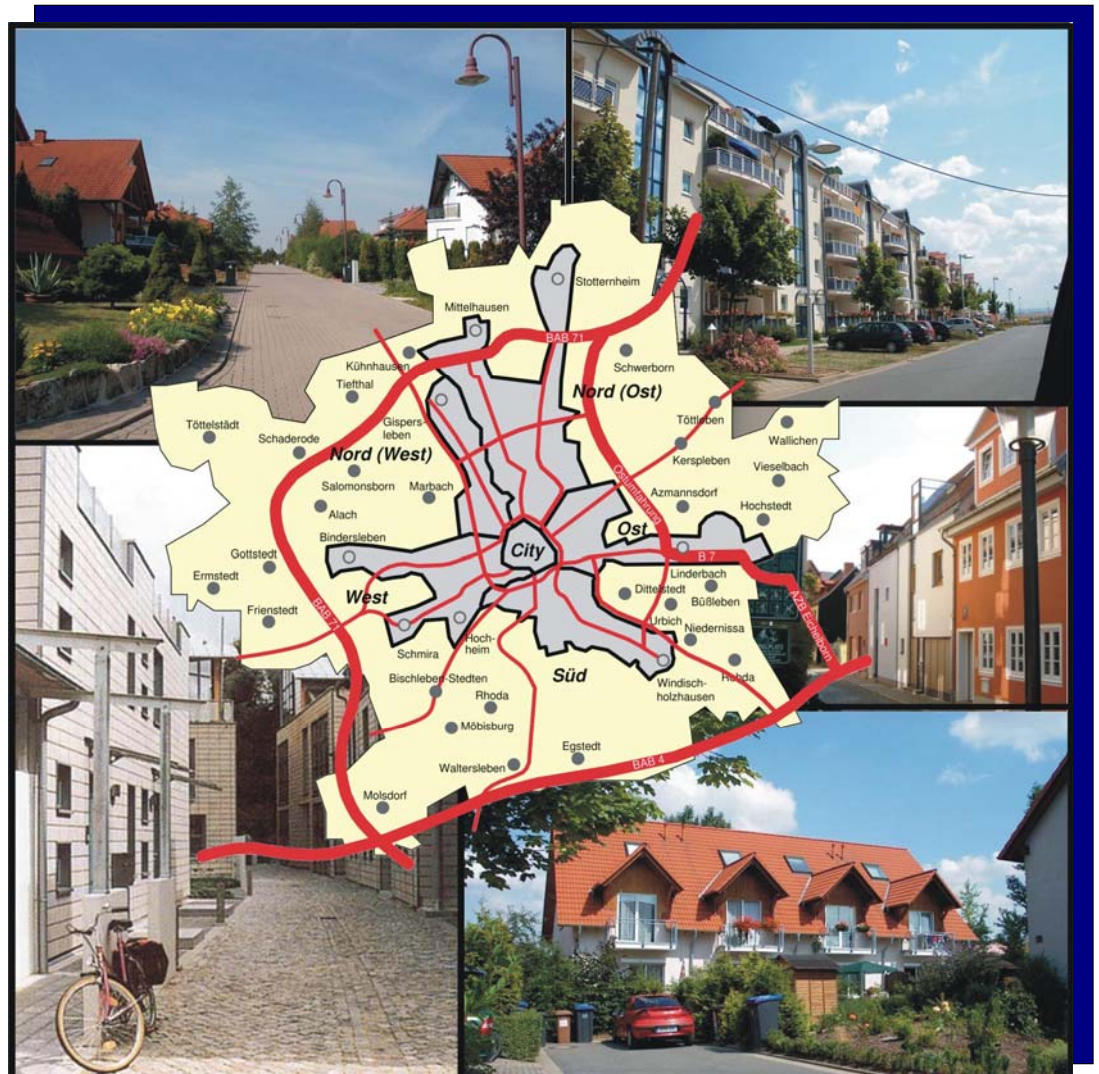 Stotternheim
Mittelhausen
BAB 71
Kühnhausen
Schwerborn
Tiefthal
Nord (Ost)
Töttleben
Gispers-
leben
Töttelstädt
Schaderode
Wallichen
Nord (West)
Kerspleben
Vieselbach
Salomonsborn
Marbach
Ostumfahrung
Azmannsdorf
Alach
Hochstedt
Bindersleben
Ost
City
Gottstedt
B 7
Linderbach
Ermstedt
West
Dittelstedt
Büßleben
AZB Eichelborn
Frienstedt
BAB 71
Urbich
Niedernissa
Hoch-
heim
Schmira
Bischleben-Stedten
Süd
Windisch-
holzhausen
Rohda
Rhoda
Möbisburg
Egstedt
Waltersleben
BAB 4
Molsdorf